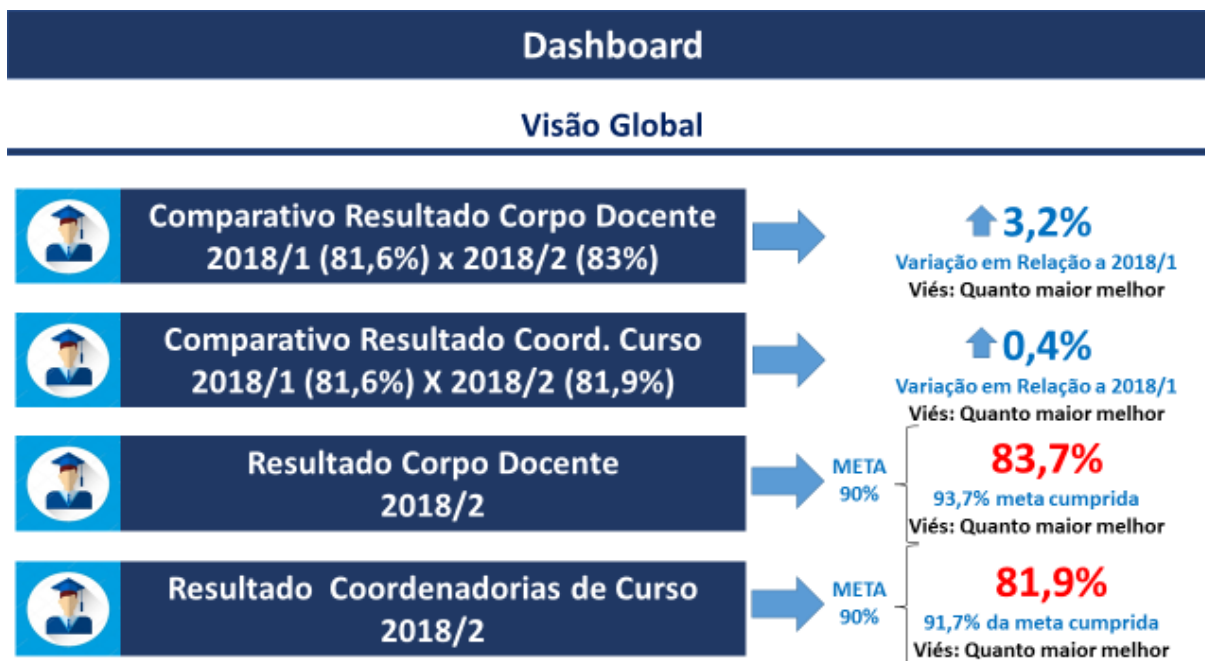 Dashboard
Visão Global
Comparativo Resultado Corpo Docente
2018/1 (81,6%) x 2018/2 (83%)
3,2%
Variação em Relação a 2018/1
Viés: Quanto maior melhor
Comparativo Resultado Coord. Curso
2018/1 (81,6%) X 2018/2 (81,9%)
0,4%
Variação em Relação a 2018/1
Viés: Quanto maior melhor
Resultado Corpo Docente
2018/2
META
90%
83,7%
93,7% meta cumprida
Viés: Quanto maior melhor
Resultado Coordenadorias de Curso
2018/2
META
90%
81,9%
91,7% da meta cumprida
Viés: Quanto maior melhor